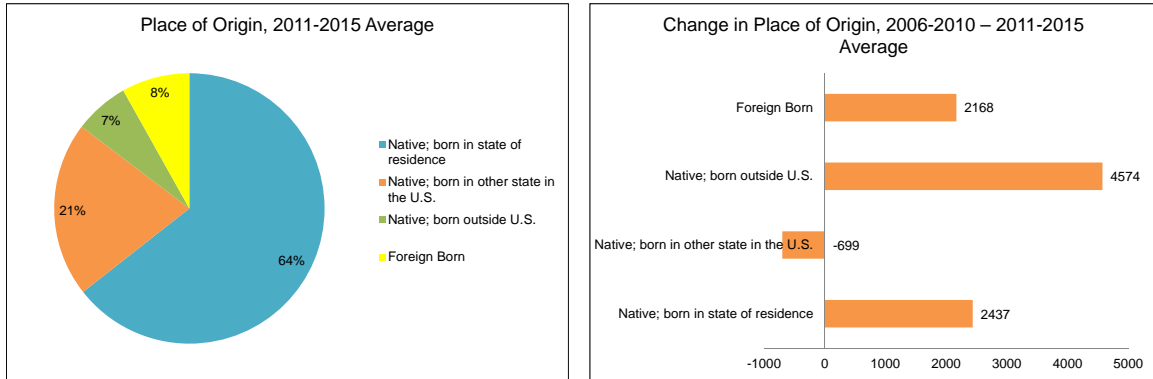 Place of Origin, 2011-2015 Average
8%
7%
21%
64%
Native; born in state of
residence
Native; born in other state in
the U.S.
Native; born outside U.S.
Foreign Born
Change in Place of Origin, 2006-2010 – 2011-2015
Average
Foreign Born
2168
Native; born outside U.S.
4574
Native; born in other state in the U.S.
-699
Native; born in state of residence
2437
-1000 0 1000 2000 3000 4000 5000